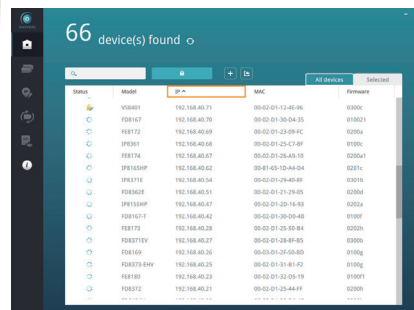 66 device(s) found
All devices Selected
Status Model IP MAC Firmware
VS8401 192.168.40.71 00-02-D1-12-4E-96 0300c
FD8167 192.168.40.70 00-02-D1-30-D4-35 010021
FE8172 192.168.40.69 00-02-D1-23-09-FC 0200a
IP8361 192.168.40.68 00-02-D1-25-C7-8F 0100c
FE8174 192.168.40.67 00-02-D1-26-A9-10 0200a1
IP816SHP 192.168.40.62 00-81-65-1D-A4-D4 0201c
IP8371E 192.168.40.54 00-02-D1-29-40-8F 0301b
FD8362E 192.168.40.51 00-02-D1-21-29-05 0200d
IP815SHP 192.168.40.47 00-02-D1-2D-16-93 0202a
FD8167-T 192.168.40.42 00-02-D1-30-D0-4B 0100f
FE8173 192.168.40.28 00-02-D1-25-50-B4 0202h
FD8371EV 192.168.40.27 00-02-D1-28-8F-B5 0300b
FD8169 192.168.40.26 00-03-D1-2F-50-BD 0100g
FD8373-EHV 192.168.40.25 00-02-D1-31-B1-F2 0100g
FE8180 192.168.40.23 00-02-D1-32-D5-19 0100f1
FD8372 192.168.40.21 00-02-D1-25-44-FF 0200h